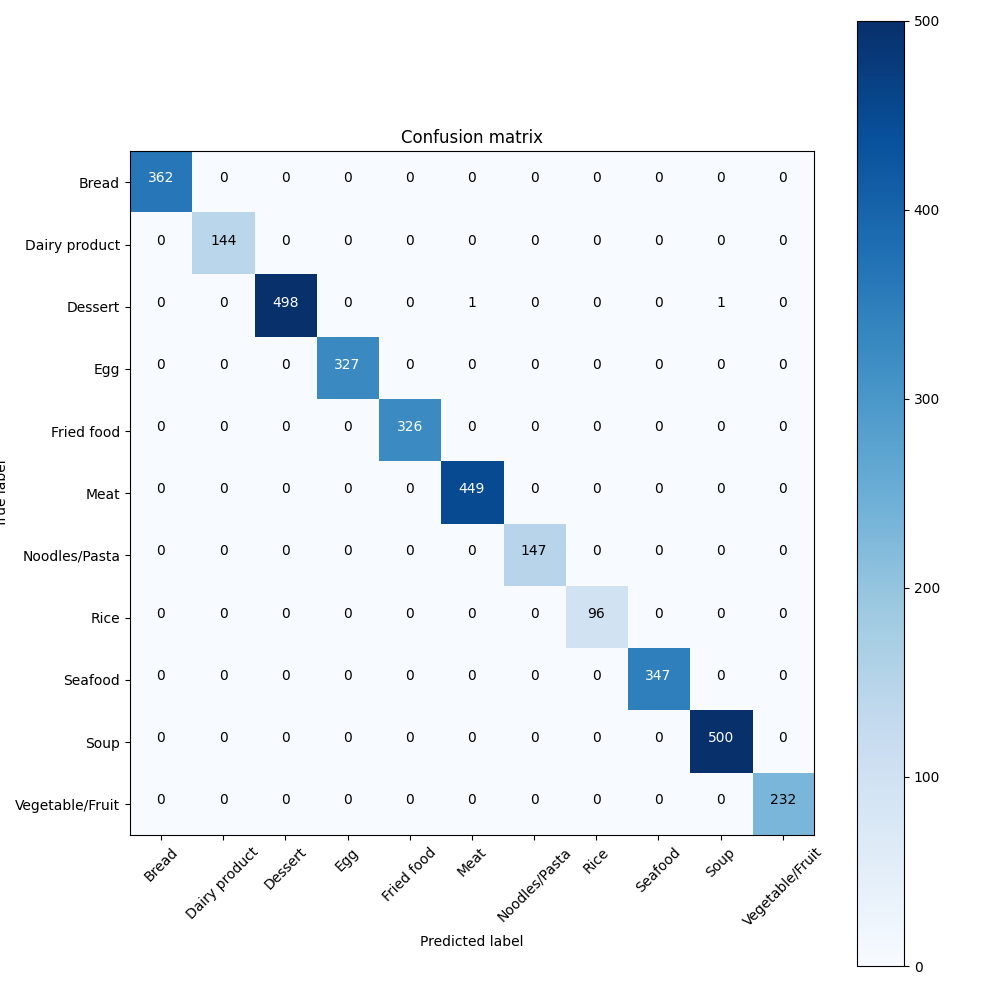 Confusion matrix
Bread 362 0 0 0 0 0 0 0 0 0 0
Dairy product 0 144 0 0 0 0 0 0 0 0 0
Dessert 0 0 498 0 0 1 0 0 0 1 0
Egg 0 0 0 327 0 0 0 0 0 0 0
Fried food 0 0 0 0 326 0 0 0 0 0 0
Meat 0 0 0 0 0 449 0 0 0 0 0
Noodles/Pasta 0 0 0 0 0 0 147 0 0 0 0
Rice 0 0 0 0 0 0 0 96 0 0 0
Seafood 0 0 0 0 0 0 0 0 347 0 0
Soup 0 0 0 0 0 0 0 0 0 500 0
Vegetable/Fruit 0 0 0 0 0 0 0 0 0 0 232
Bread Dairy product Dessert Egg Fried food Meat Noodles/Pasta Rice Seafood Soup Vegetable/Fruit
Predicted label
True label
500
400
300
200
100
0